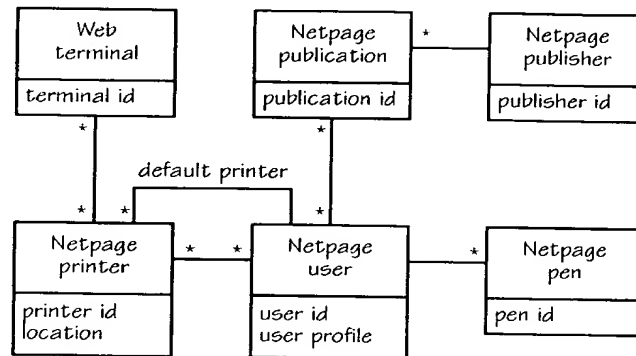 Web
terminal
terminal id
Netpage
publication
publication id
*
Netpage
publisher
publisher id
*
*
default printer
*
*
*
Netpage
printer
printer id
location
*
*
Netpage
user
user id
user profile
*
Netpage
pen
pen id